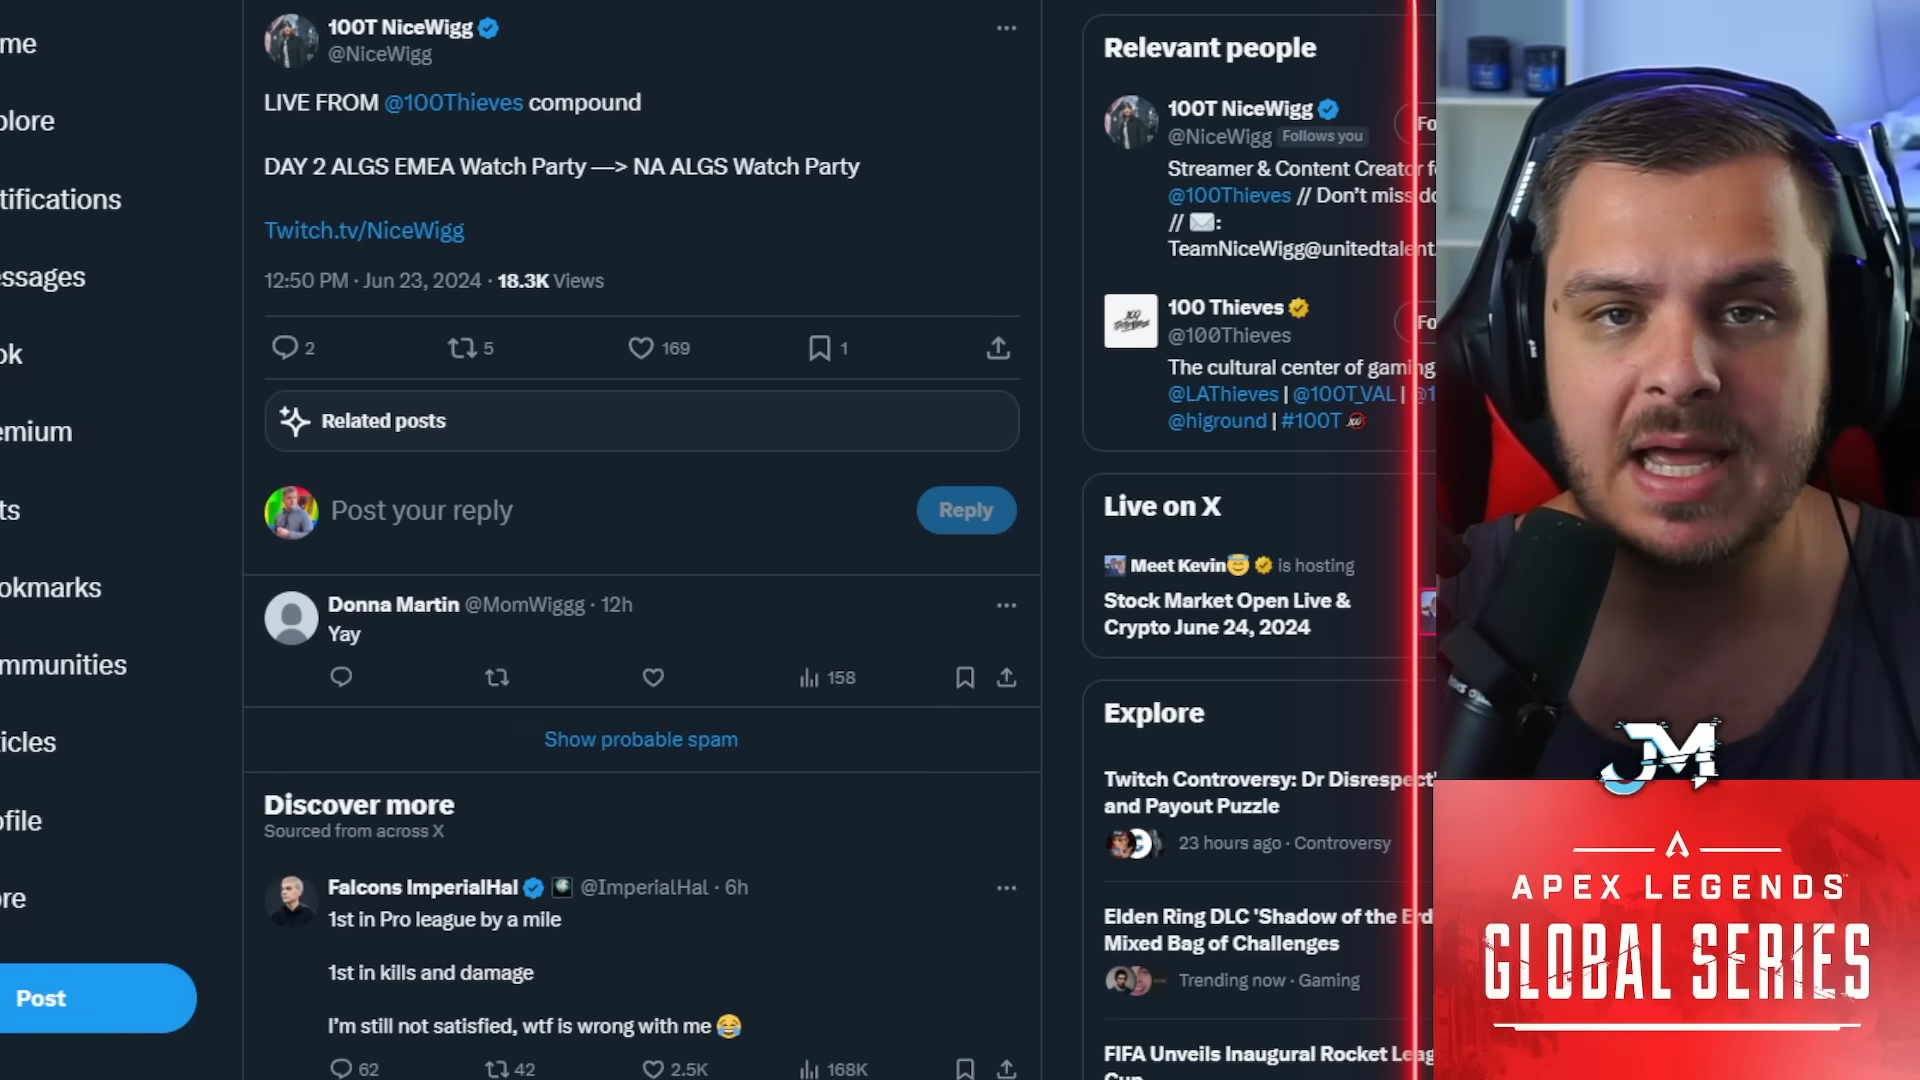 me
plore
tifications
essages
ok
emium
ts
okmarks
mmunities
ticles
ofile
ore
Post
100T NiceWigg
@NiceWigg
LIVE FROM @100Thieves compound
DAY 2 ALGS EMEA Watch Party —> NA ALGS Watch Party
Twitch.tv/NiceWigg
12:50 PM · Jun 23, 2024 · 18.3K Views
2 5 169 1
Related posts
Post your reply
Reply
Donna Martin @MomWiggg · 12h
Yay
158
Show probable spam
Discover more
Sourced from across X
Falcons ImperialHal @ImperialHal · 6h
1st in Pro league by a mile
1st in kills and damage
I'm still not satisfied, wtf is wrong with me 😂
62 42 2.5K 168K
Relevant people
100T NiceWigg
@NiceWigg Follows you
Fo
Streamer & Content Creator f
@100Thieves // Don't miss do
// ✉️:
TeamNiceWigg@unitedtalent.
100 Thieves
@100Thieves
Fo
The cultural center of gaming
@LAThieves | @100T_VAL | @1
@higround | #100T
Live on X
Meet Kevin😇 is hosting
Stock Market Open Live &
Crypto June 24, 2024
Explore
Twitch Controversy: Dr Disrespect'
and Payout Puzzle
23 hours ago · Controversy
Elden Ring DLC 'Shadow of the Erd
Mixed Bag of Challenges
Trending now · Gaming
FIFA Unveils Inaugural Rocket Leag
Cup
JM
APEX LEGENDS
GLOBAL SERIES